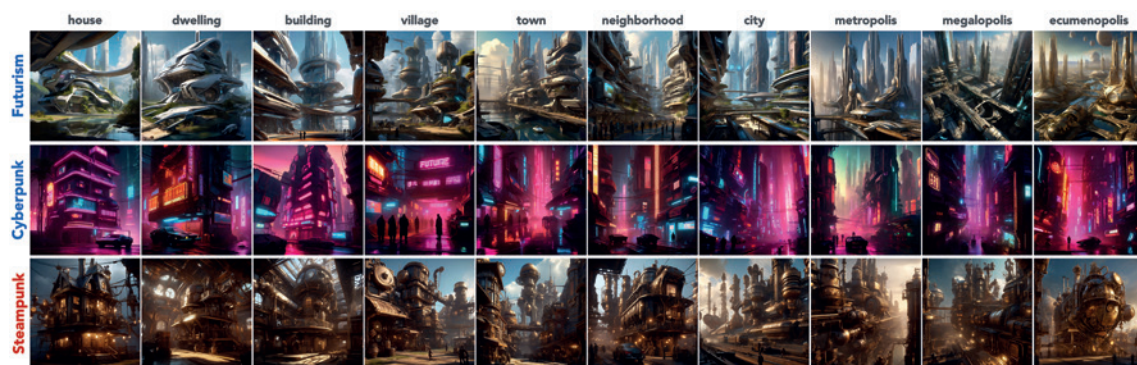 house dwelling building village town neighborhood city metropolis megalopolis ecumenopolis
Futurism
Cyberpunk
FUTURE
Steampunk